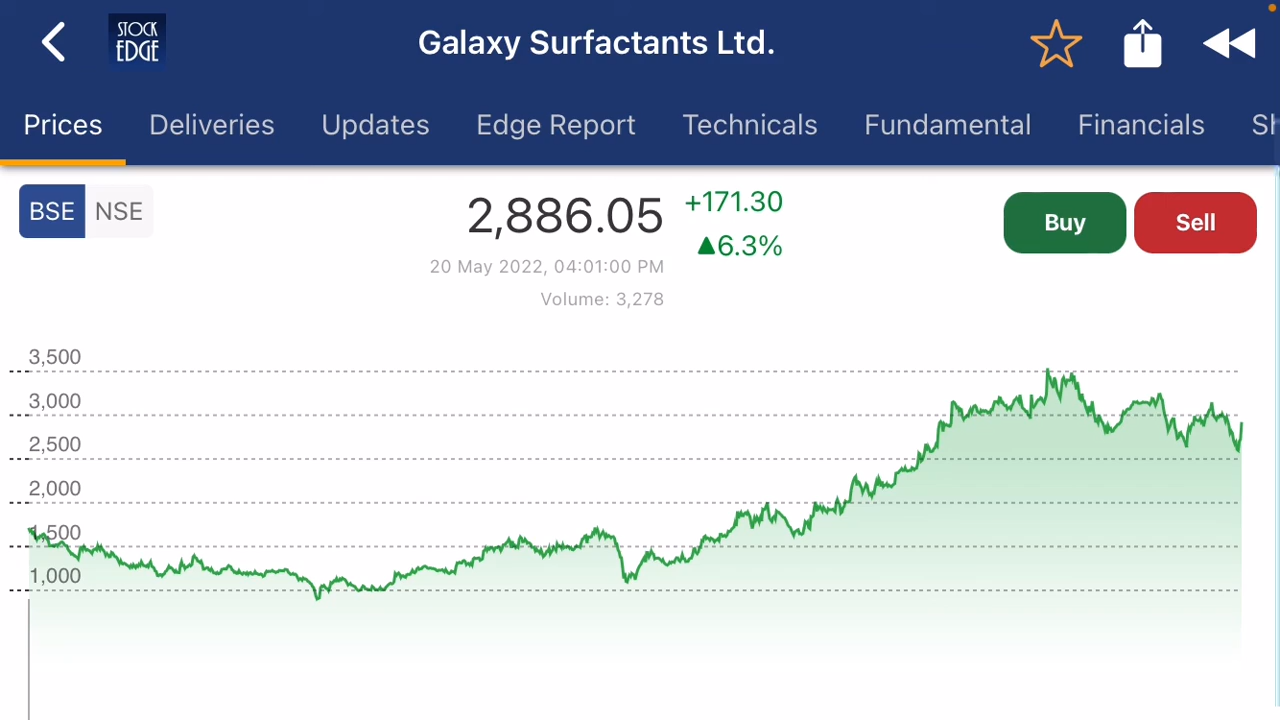 STOCK
EDGE
Galaxy Surfactants Ltd.
Prices Deliveries Updates Edge Report Technicals Fundamental Financials
BSE NSE
2,886.05
+171.30
▲6.3%
20 May 2022, 04:01:00 PM
Volume: 3,278
Buy Sell
3,500
3,000
2,500
2,000
1,500
1,000